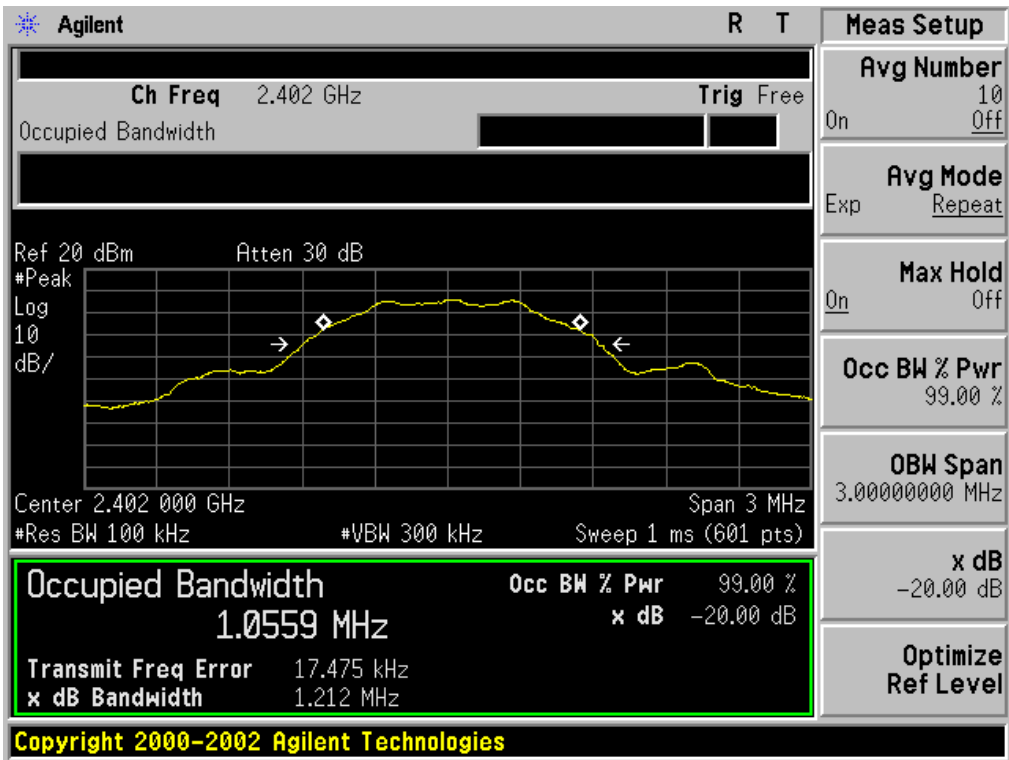 Agilent R T Meas Setup
Avg Number
10
On Off
Ch Freq 2.402 GHz Trig Free
Occupied Bandwidth
Avg Mode
Exp Repeat
Max Hold
On Off
Occ BW % Pwr
99.00 %
OBW Span
3.00000000 MHz
x dB
-20.00 dB
Optimize
Ref Level
Ref 20 dBm Atten 30 dB
#Peak
Log
10
dB/
Center 2.402 000 GHz Span 3 MHz
#Res BW 100 kHz #VBW 300 kHz Sweep 1 ms (601 pts)
Occupied Bandwidth Occ BW % Pwr 99.00 %
1.0559 MHz x dB -20.00 dB
Transmit Freq Error 17.475 kHz
x dB Bandwidth 1.212 MHz
Copyright 2000-2002 Agilent Technologies